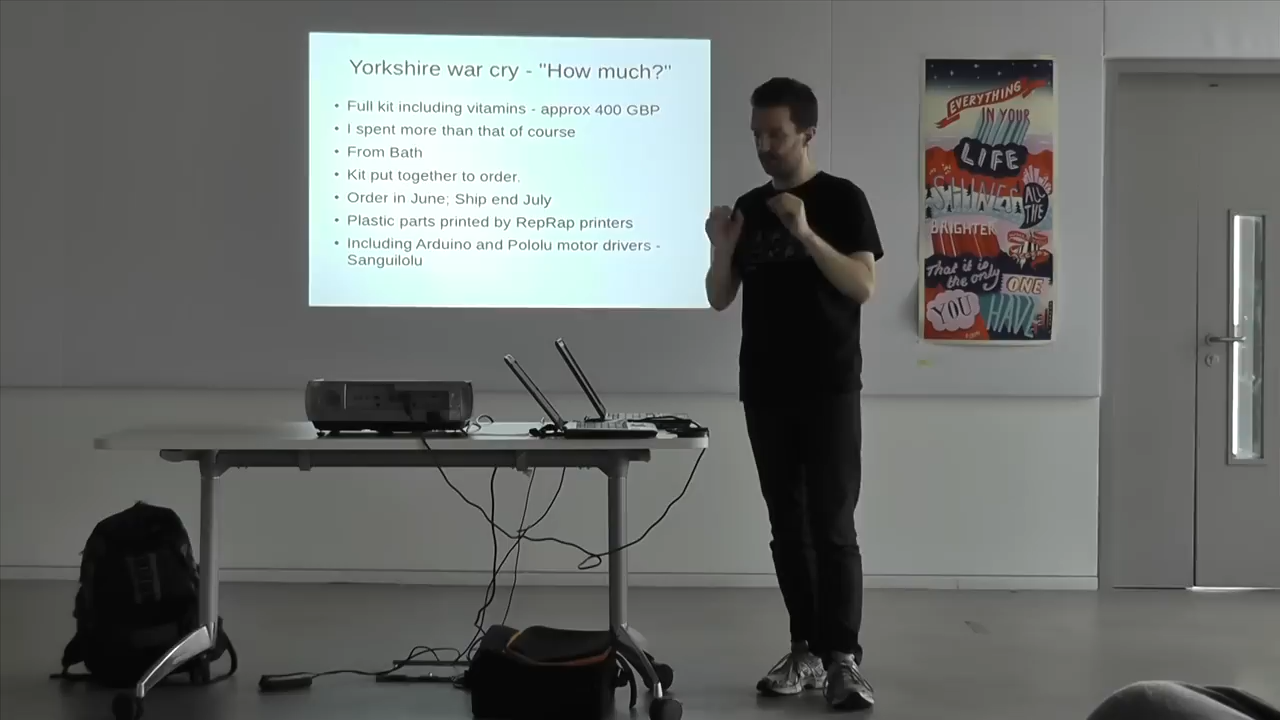 Yorkshire war cry - "How much?"
• Full kit including vitamins - approx 400 GBP
• I spent more than that of course
• From Bath
• Kit put together to order.
• Order in June; Ship end July
• Plastic parts printed by RepRap printers
• Including Arduino and Pololu motor drivers -
Sanguilolu
EVERYTHING
IN YOUR
LIFE
SHINES
ALL
THE
BRIGHTER
That it is
the only
ONE
YOU
HAVE